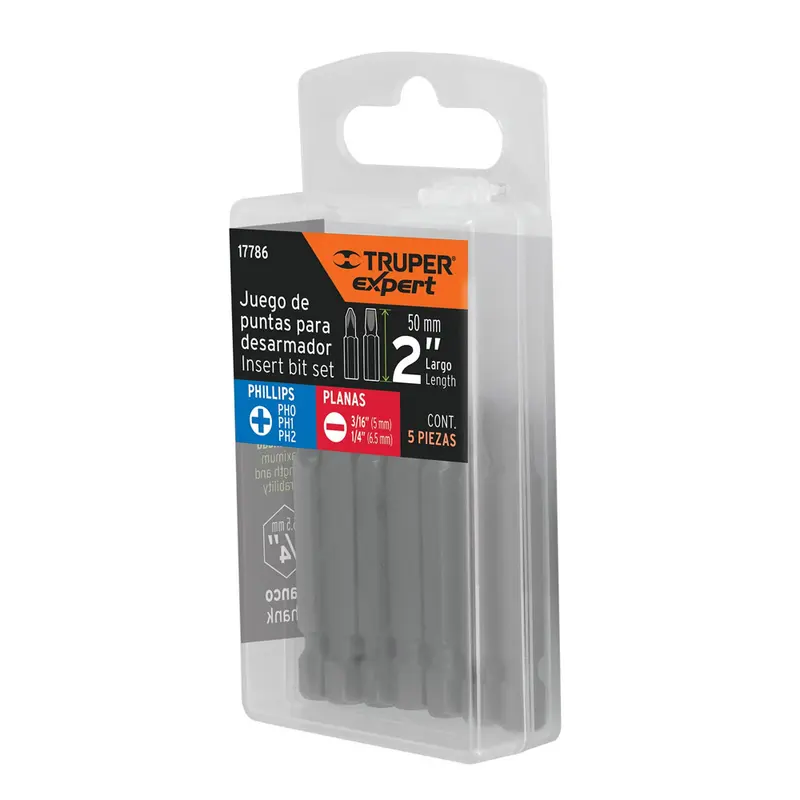 17786
TRUPER®
expert
Juego de
puntas para
desarmador
Insert bit set
50 mm
2"
Largo
Length
PHILLIPS
PH0
PH1
PH2
PLANAS
3/16" (5 mm)
1/4" (6.5 mm)
CONT.
5 PIEZAS